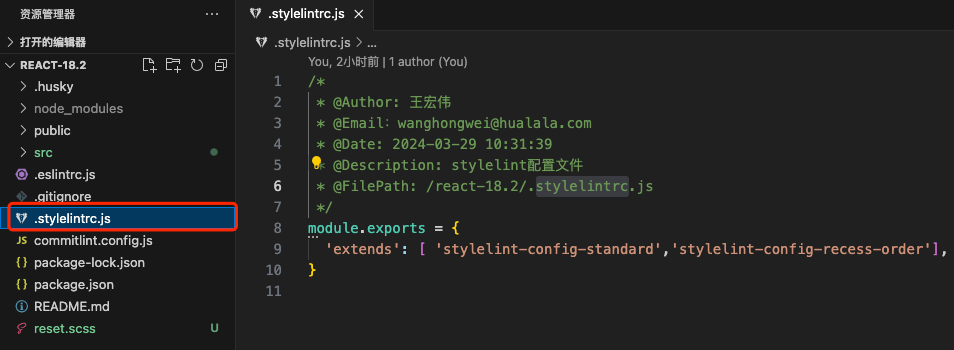 资源管理器
打开的编辑器
REACT-18.2
.husky
node_modules
public
src
.eslintrc.js
.gitignore
.stylelintrc.js
commitlint.config.js
package-lock.json
package.json
README.md
reset.scss U
.stylelintrc.js
.stylelintrc.js > ...
You, 2小时前 | 1 author (You)
1 /*
2 * @Author: 王宏伟
3 * @Email: wanghongwei@hualala.com
4 * @Date: 2024-03-29 10:31:39
5 * @Description: stylelint配置文件
6 * @FilePath: /react-18.2/.stylelintrc.js
7 */
8 module.exports = {
9 'extends': [ 'stylelint-config-standard','stylelint-config-recess-order'],
10 }
11